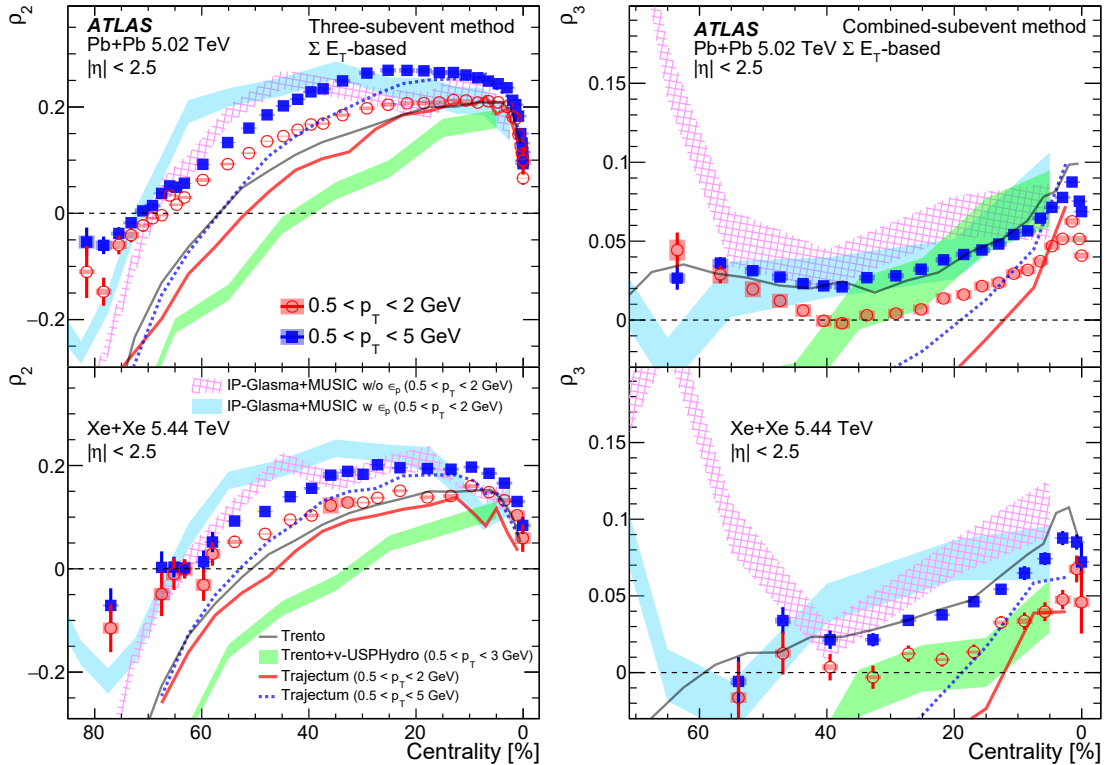 ρ2
ATLAS
Pb+Pb 5.02 TeV
|η| < 2.5
Three-subevent method
Σ ET-based
0.2
0
−0.2
0.5 < pT < 2 GeV
0.5 < pT < 5 GeV
ρ3
ATLAS
Combined-subevent method
Pb+Pb 5.02 TeV Σ ET-based
|η| < 2.5
0.15
0.1
0.05
0
ρ2
IP-Glasma+MUSIC w/o ϵp (0.5 < pT < 2 GeV)
IP-Glasma+MUSIC w ϵp (0.5 < pT < 2 GeV)
Xe+Xe 5.44 TeV
|η| < 2.5
0.2
0
−0.2
Trento
Trento+v-USPHydro (0.5 < pT < 3 GeV)
Trajectum (0.5 < pT < 2 GeV)
Trajectum (0.5 < pT < 5 GeV)
80 60 40 20 0
Centrality [%]
ρ3
Xe+Xe 5.44 TeV
|η| < 2.5
0.15
0.1
0.05
0
60 40 20 0
Centrality [%]